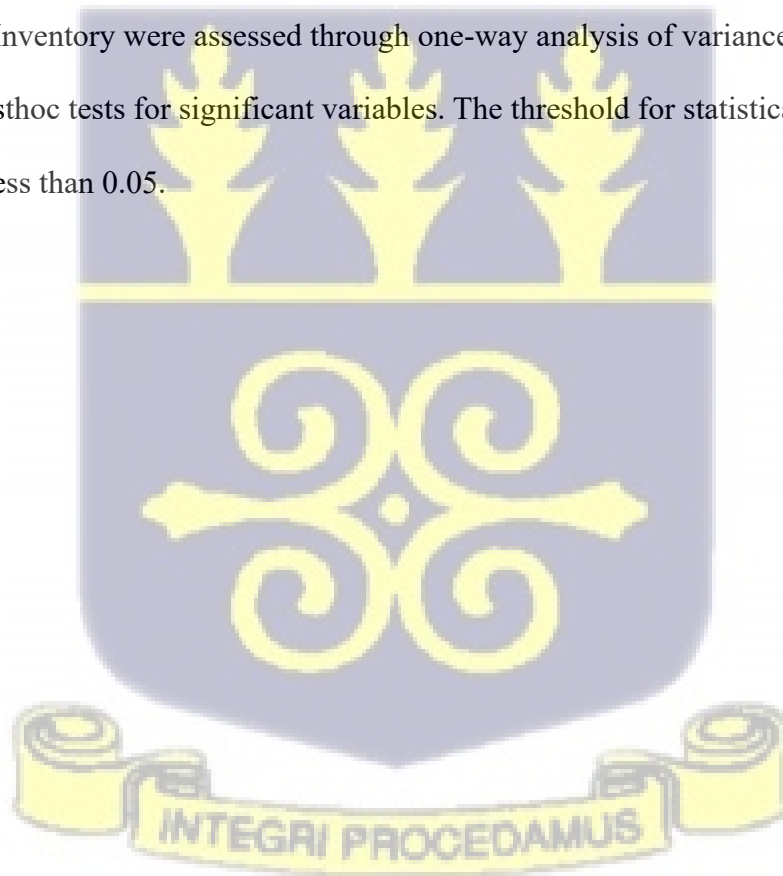 Inventory were assessed through one-way analysis of variance
sthoc tests for significant variables. The threshold for statistica
ess than 0.05.
INTEGRI PROCEDAMUS